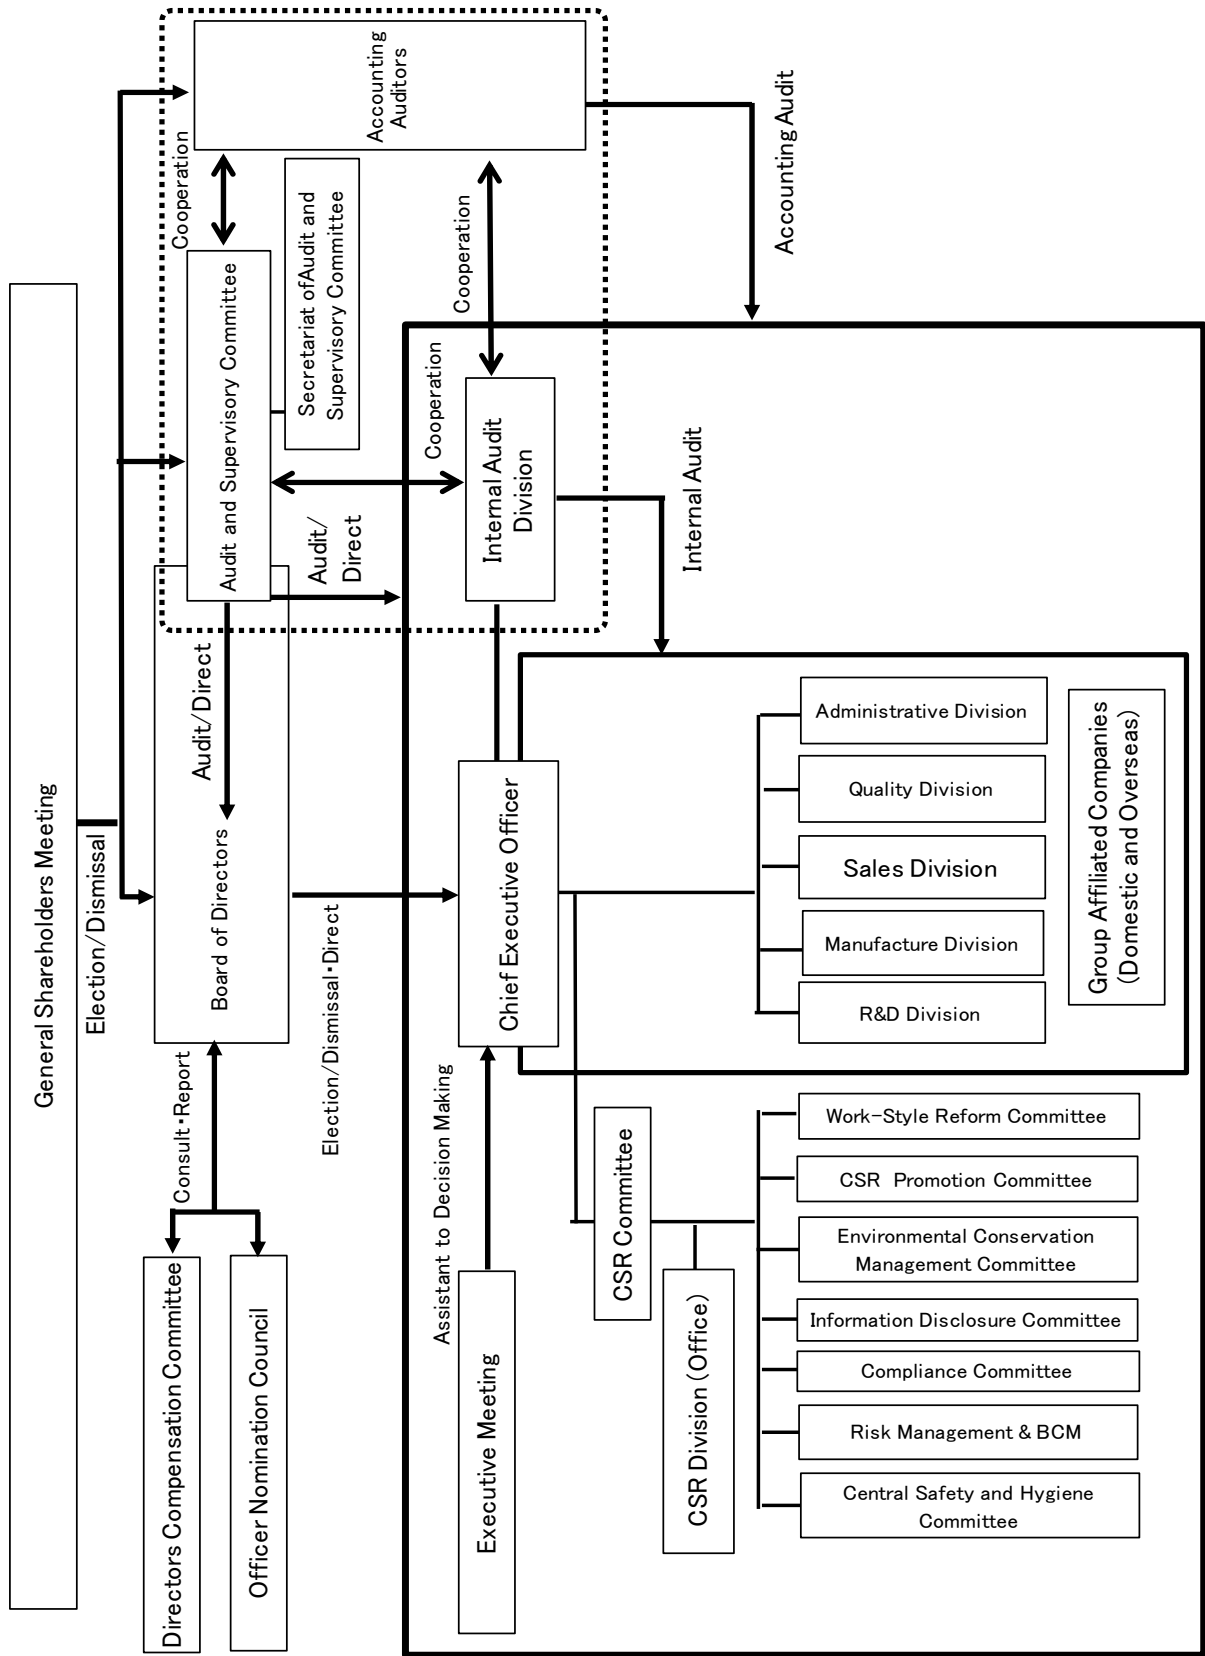 General Shareholders Meeting
Election/Dismissal
Directors Compensation Committee
Officer Nomination Council
Consult・Report
Board of Directors
Audit/Direct
Audit and Supervisory Committee
Cooperation
Accounting
Auditors
Secretariat ofAudit and
Supervisory Committee
Election/Dismissal・Direct
Audit/
Direct
Cooperation
Cooperation
Accounting Audit
Executive Meeting
Assistant to Decision Making
Chief Executive Officer
Internal Audit
Division
Internal Audit
CSR Committee
CSR Division (Office)
Central Safety and Hygiene
Committee
Risk Management & BCM
Compliance Committee
Information Disclosure Committee
Environmental Conservation
Management Committee
CSR Promotion Committee
Work-Style Reform Committee
R&D Division
Manufacture Division
Sales Division
Quality Division
Administrative Division
Group Affiliated Companies
(Domestic and Overseas)